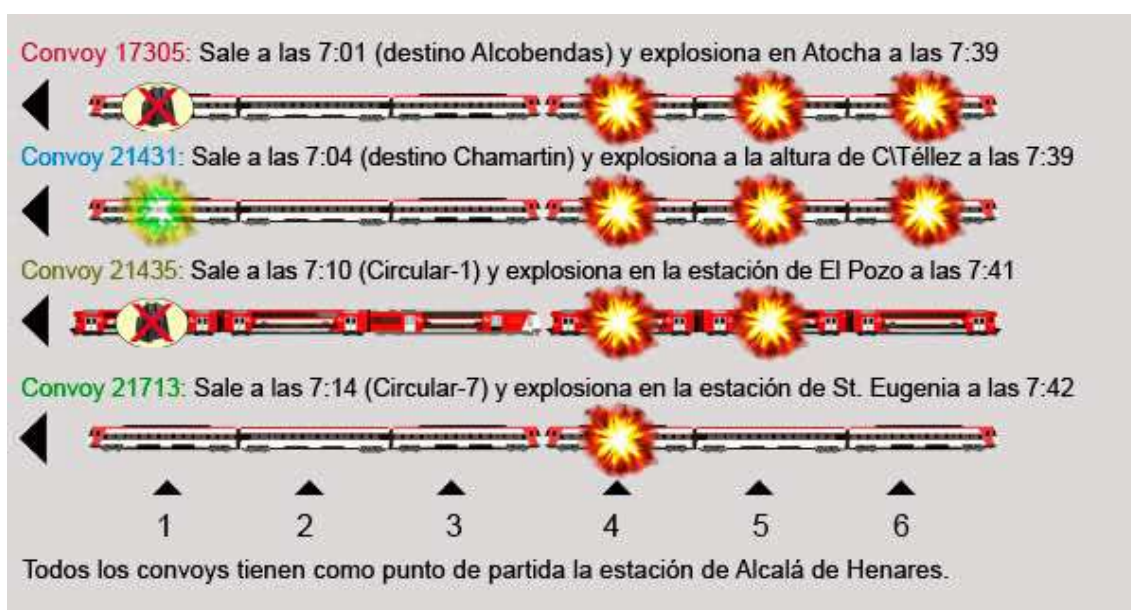 Convoy 17305: Sale a las 7:01 (destino Alcobendas) y explosiona en Atocha a las 7:39
Convoy 21431: Sale a las 7:04 (destino Chamartin) y explosiona a la altura de C\Téllez a las 7:39
Convoy 21435: Sale a las 7:10 (Circular-1) y explosiona en la estación de El Pozo a las 7:41
Convoy 21713: Sale a las 7:14 (Circular-7) y explosiona en la estación de St. Eugenia a las 7:42
1 2 3 4 5 6
Todos los convoys tienen como punto de partida la estación de Alcalá de Henares.